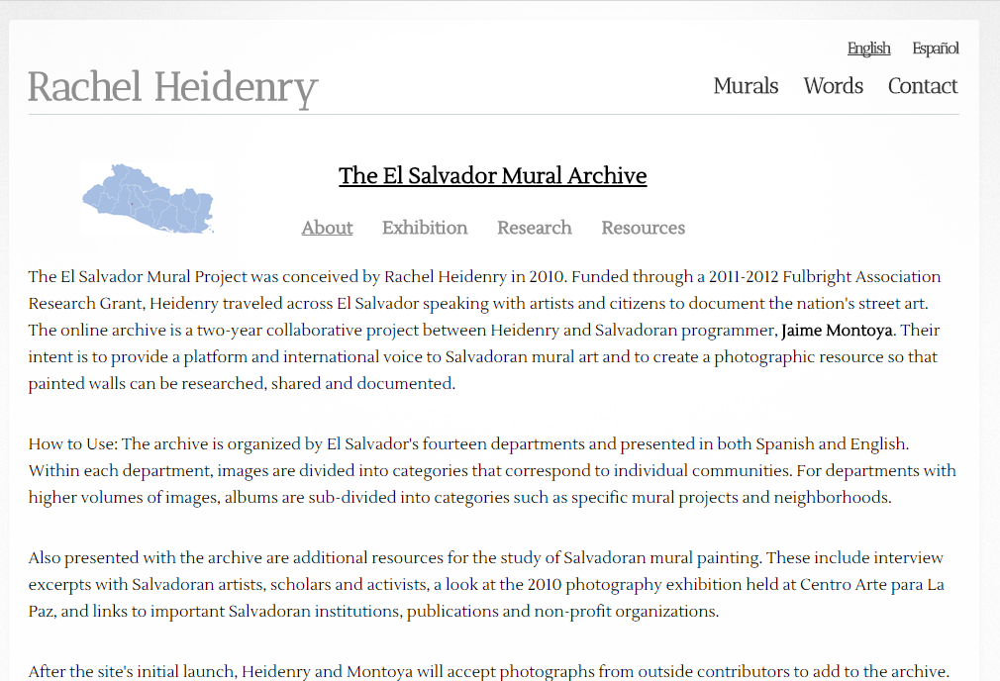 English Español
Rachel Heidenry
Murals Words Contact
The El Salvador Mural Archive
About Exhibition Research Resources
The El Salvador Mural Project was conceived by Rachel Heidenry in 2010. Funded through a 2011-2012 Fulbright Association
Research Grant, Heidenry traveled across El Salvador speaking with artists and citizens to document the nation's street art.
The online archive is a two-year collaborative project between Heidenry and Salvadoran programmer, Jaime Montoya. Their
intent is to provide a platform and international voice to Salvadoran mural art and to create a photographic resource so that
painted walls can be researched, shared and documented.
How to Use: The archive is organized by El Salvador's fourteen departments and presented in both Spanish and English.
Within each department, images are divided into categories that correspond to individual communities. For departments with
higher volumes of images, albums are sub-divided into categories such as specific mural projects and neighborhoods.
Also presented with the archive are additional resources for the study of Salvadoran mural painting. These include interview
excerpts with Salvadoran artists, scholars and activists, a look at the 2010 photography exhibition held at Centro Arte para La
Paz, and links to important Salvadoran institutions, publications and non-profit organizations.
After the site's initial launch, Heidenry and Montoya will accept photographs from outside contributors to add to the archive.